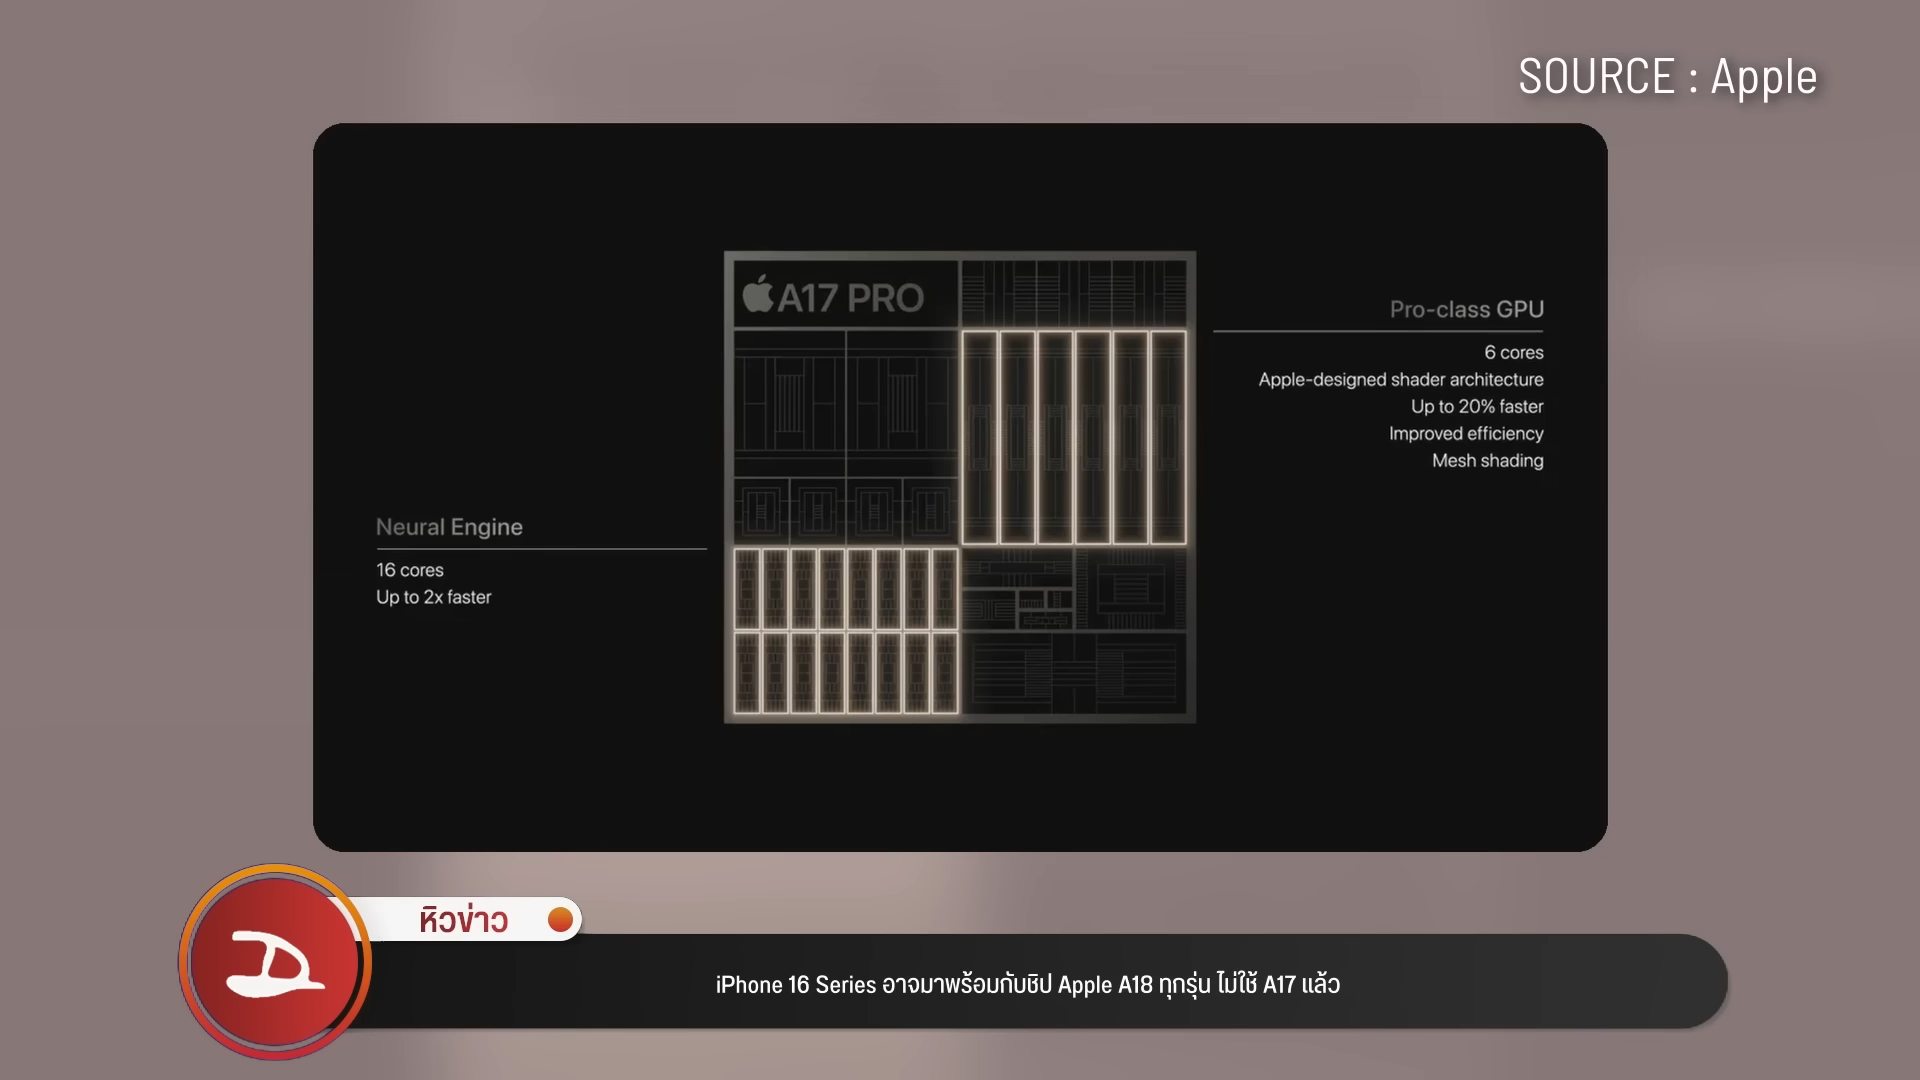 SOURCE : Apple
A17 PRO
Pro-class GPU
6 cores
Apple-designed shader architecture
Up to 20% faster
Improved efficiency
Mesh shading
Neural Engine
16 cores
Up to 2x faster
หิวข่าว
iPhone 16 Series อาจมาพร้อมกับชิป Apple A18 ทุกรุ่น ไม่ใช้ A17 แล้ว